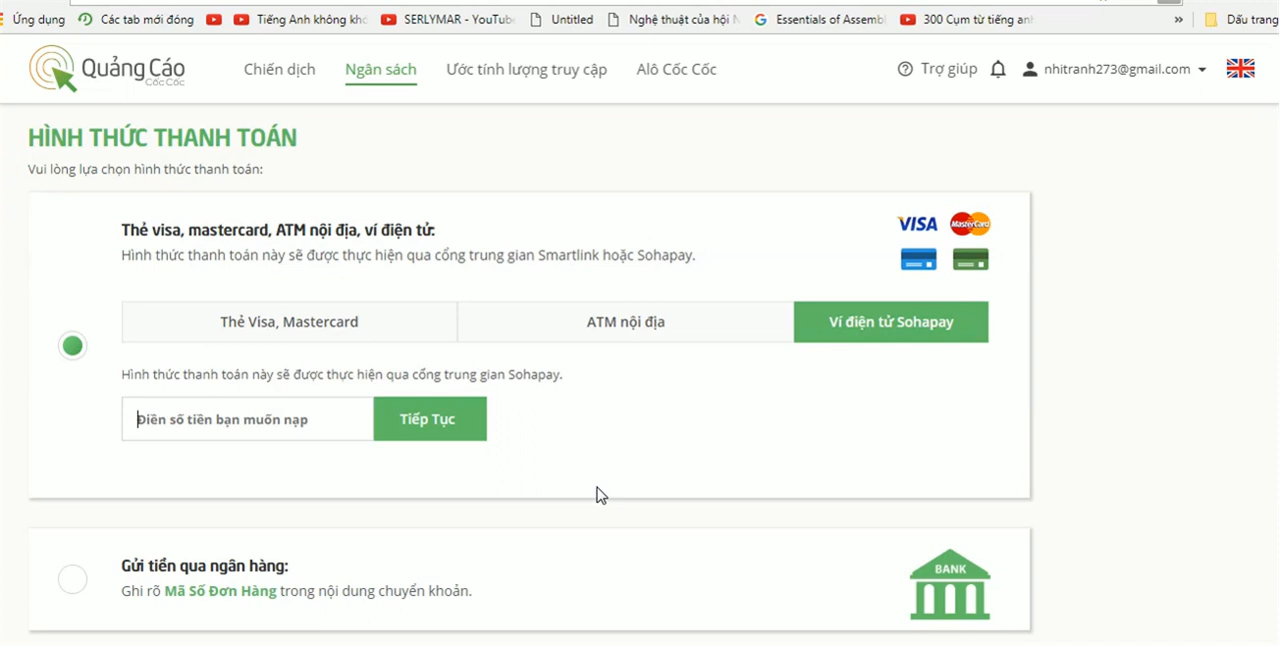 Ứng dụng Các tab mới đóng Tiếng Anh không kh SERLYMAR - YouTube Untitled Nghệ thuật của hội Essentials of Assembl 300 Cụm từ tiếng anh » Dấu trang
Quảng Cáo Cốc Cốc Chiến dịch Ngân sách Ước tính lượng truy cập Alô Cốc Cốc Trợ giúp nhitranh273@gmail.com
HÌNH THỨC THANH TOÁN
Vui lòng lựa chọn hình thức thanh toán:
Thẻ visa, mastercard, ATM nội địa, ví điện tử: VISA MasterCard
Hình thức thanh toán này sẽ được thực hiện qua cổng trung gian Smartlink hoặc Sohapay.
Thẻ Visa, Mastercard ATM nội địa Ví điện tử Sohapay
Hình thức thanh toán này sẽ được thực hiện qua cổng trung gian Sohapay.
Điền số tiền bạn muốn nạp Tiếp Tục
Gửi tiền qua ngân hàng: BANK
Ghi rõ Mã Số Đơn Hàng trong nội dung chuyển khoản.